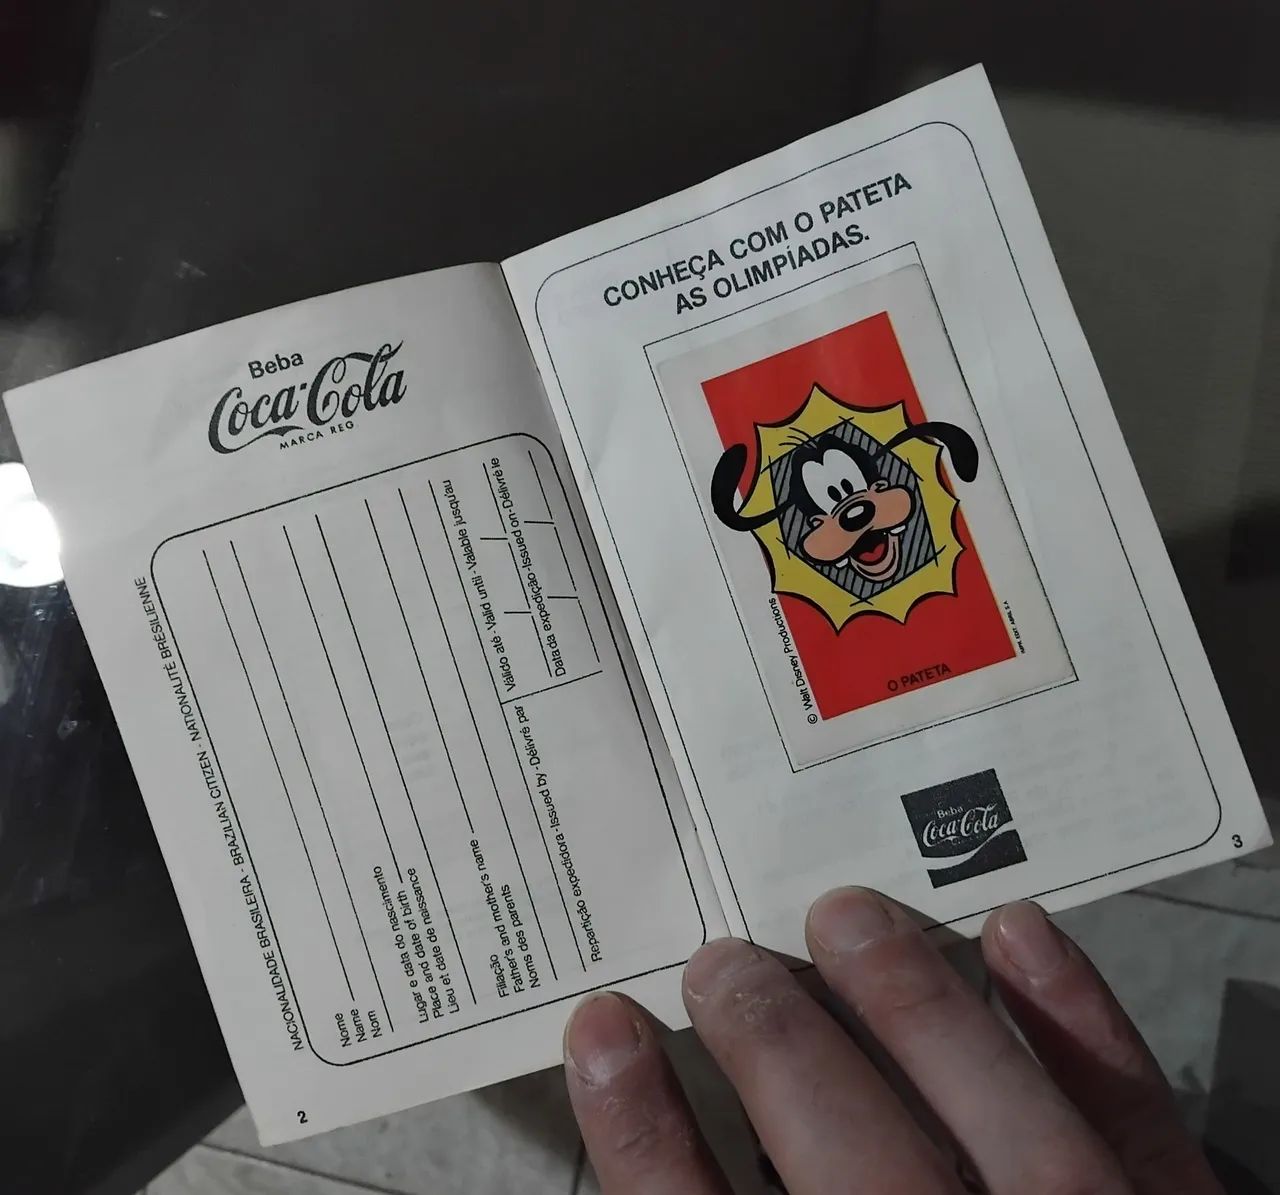 Beba
Coca-Cola
MARCA REG
NACIONALIDADE BRASILEIRA - BRAZILIAN CITIZEN - NATIONALITÉ BRÉSILIENNE
Nome
Name
Nom
Lugar e data do nascimento
Place and date of birth
Lieu et date de naissance
Filiação
Father's and mother's name
Noms des parents
Válido até - Valid until - Valable jusqu'au
Data da expedição - Issued on - Délivré le
Repartição expedidora - Issued by - Délivré par
2
CONHEÇA COM O PATETA
AS OLIMPÍADAS.
© Walt Disney Productions
O PATETA
Beba
Coca-Cola
3